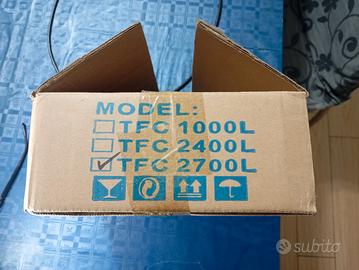 MODEL:
TFC 1000L
TFC 2400L
TFC 2700L
subito